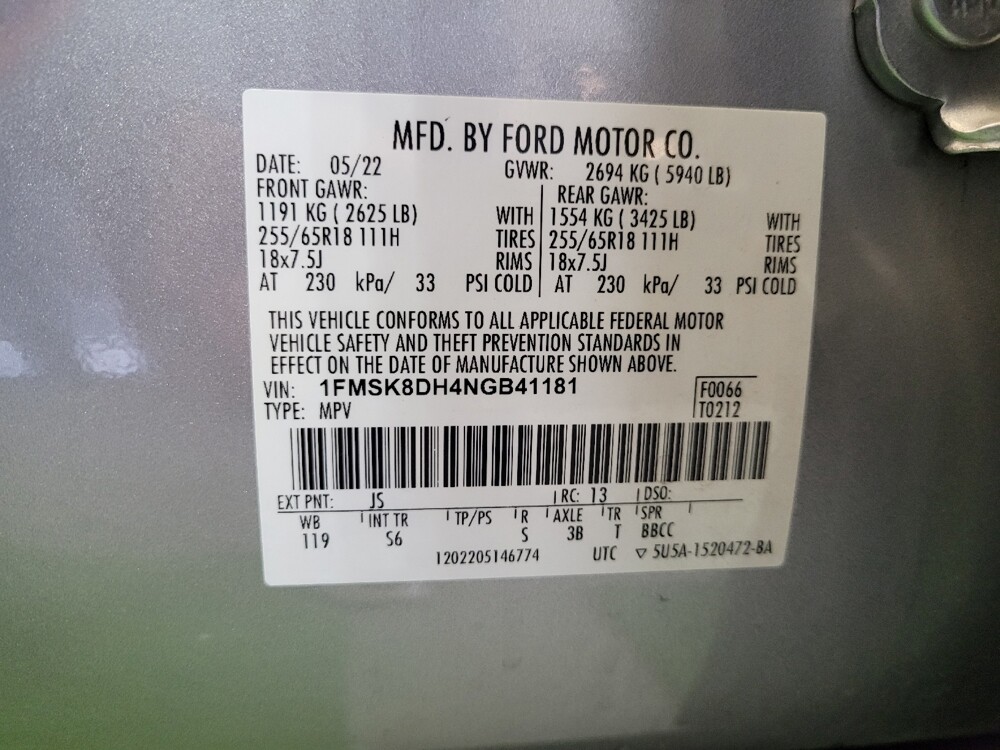 MFD. BY FORD MOTOR CO.
DATE: 05/22 GVWR: 2694 KG ( 5940 LB)
FRONT GAWR: REAR GAWR:
1191 KG ( 2625 LB) WITH 1554 KG ( 3425 LB) WITH
255/65R18 111H TIRES 255/65R18 111H TIRES
18x7.5J RIMS 18x7.5J RIMS
AT 230 kPa/ 33 PSI COLD AT 230 kPa/ 33 PSI COLD
THIS VEHICLE CONFORMS TO ALL APPLICABLE FEDERAL MOTOR
VEHICLE SAFETY AND THEFT PREVENTION STANDARDS IN
EFFECT ON THE DATE OF MANUFACTURE SHOWN ABOVE.
VIN: 1FMSK8DH4NGB41181 F0066
TYPE: MPV T0212
EXT PNT: JS RC: 13 DSO:
WB INT TR TP/PS R AXLE TR SPR
119 S6 S 3B T BBCC
1202205146774 UTC ▽ 5U5A-1520472-BA